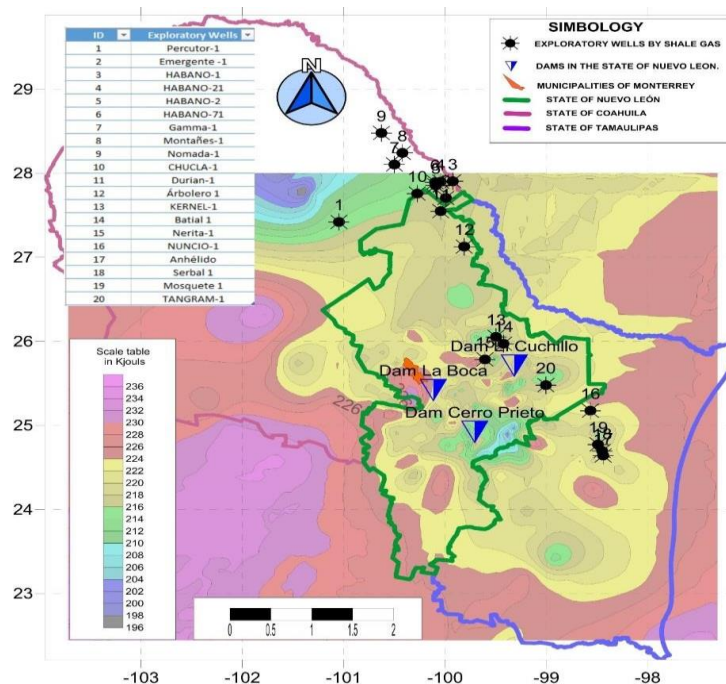 ID Exploratory Wells
1 Percutor-1
2 Emergente -1
3 HABANO-1
4 HABANO-21
5 HABANO-2
6 HABANO-71
7 Gamma-1
8 Montañes-1
9 Nomada-1
10 CHUCLA-1
11 Durian-1
12 Árbolero 1
13 KERNEL-1
14 Batial 1
15 Nerita-1
16 NUNCIO-1
17 Anhélido
18 Serbal 1
19 Mosquete 1
20 TANGRAM-1
N
SIMBOLOGY
EXPLORATORY WELLS BY SHALE GAS
DAMS IN THE STATE OF NUEVO LEON.
MUNICIPALITIES OF MONTERREY
STATE OF NUEVO LEÓN
STATE OF COAHUILA
STATE OF TAMAULIPAS
29
28
27
26
25
24
23
9
8
7
10
1
12
13
14
15
Dam El Cuchillo
Dam La Boca
20
226
Dam Cerro Prieto
16
19
Scale table
in Kjouls
236
234
232
230
228
226
224
222
220
218
216
214
212
210
208
206
204
202
200
198
196
0 0.5 1 1.5 2
-103 -102 -101 -100 -99 -98